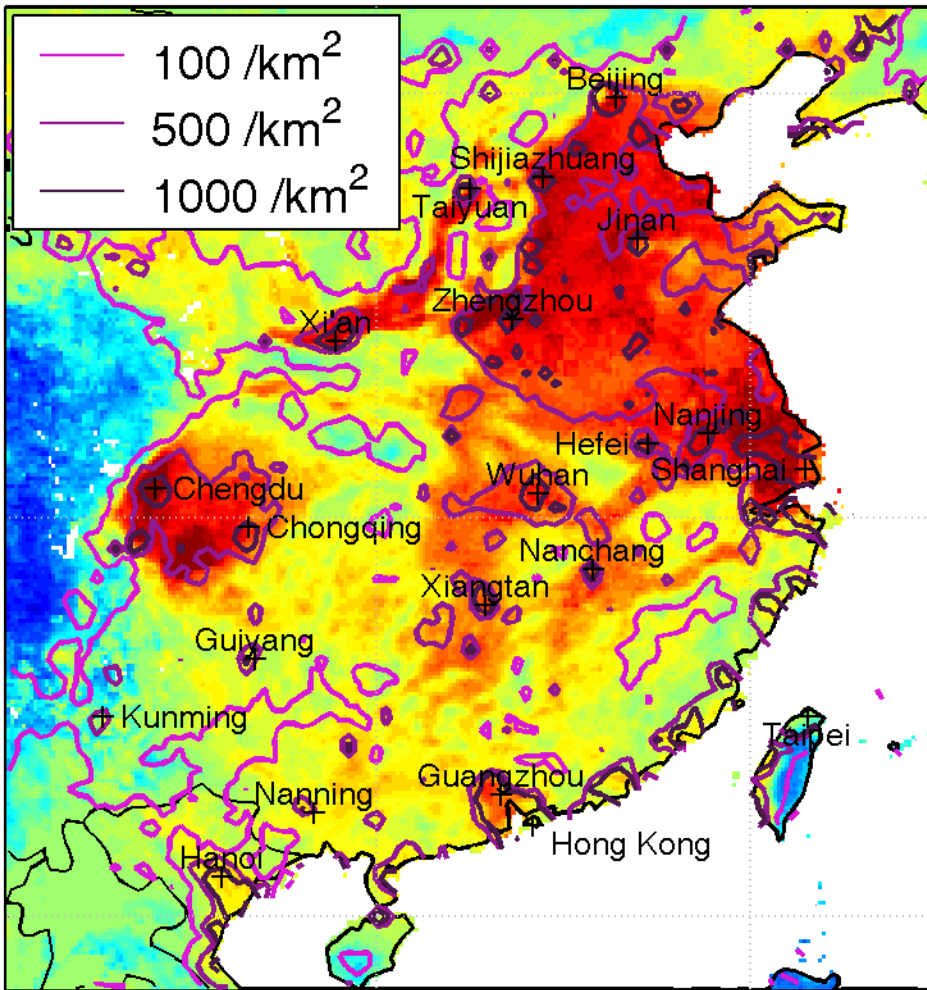 100 /km²
500 /km²
1000 /km²
Beijing
Shijiazhuang
Taiyuan
Jinan
Zhengzhou
Xi'an
Nanjing
Hefei
Shanghai
Wuhan
Chengdu
Chongqing
Nanchang
Xiangtan
Guiyang
Kunming
Taipei
Guangzhou
Nanning
Hong Kong
Hanoi